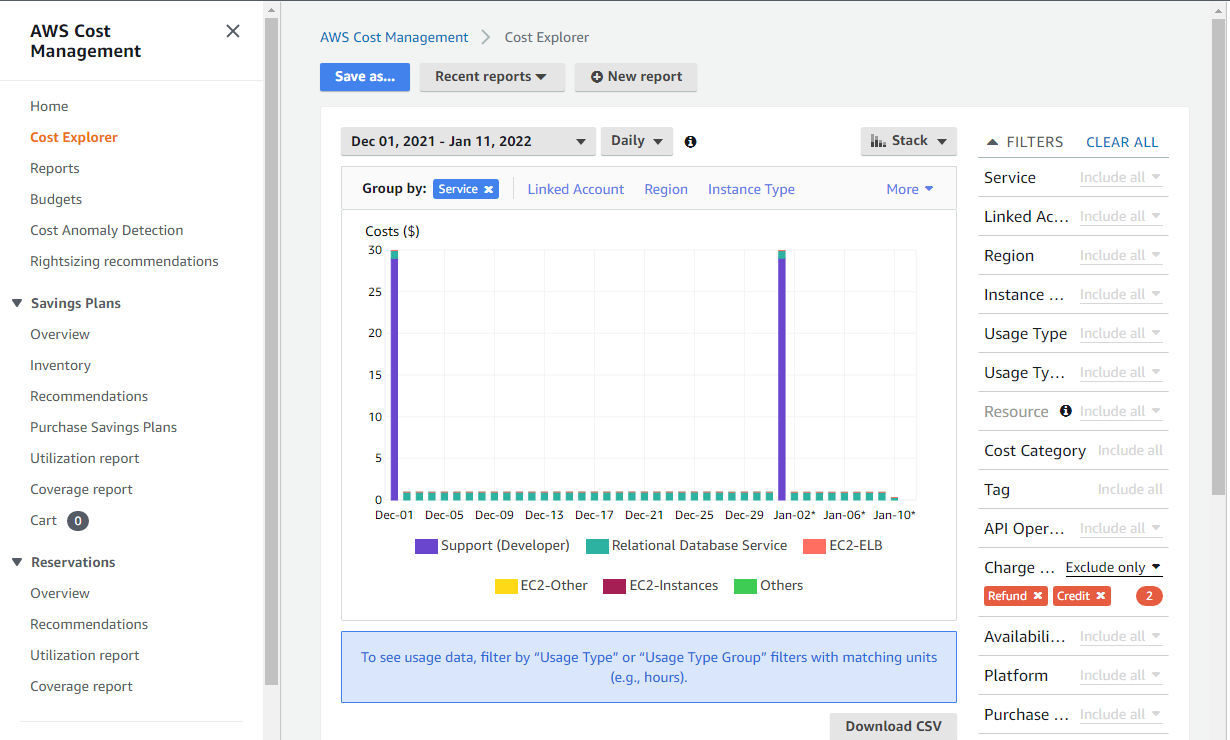 AWS Cost
Management
Home
Cost Explorer
Reports
Budgets
Cost Anomaly Detection
Rightsizing recommendations
Savings Plans
Overview
Inventory
Recommendations
Purchase Savings Plans
Utilization report
Coverage report
Cart 0
Reservations
Overview
Recommendations
Utilization report
Coverage report
AWS Cost Management > Cost Explorer
Save as... Recent reports New report
Dec 01, 2021 - Jan 11, 2022 Daily Stack
Group by: Service Linked Account Region Instance Type More
Costs ($)
30
25
20
15
10
5
0
Dec-01 Dec-05 Dec-09 Dec-13 Dec-17 Dec-21 Dec-25 Dec-29 Jan-02* Jan-06* Jan-10*
Support (Developer) Relational Database Service EC2-ELB
EC2-Other EC2-Instances Others
To see usage data, filter by “Usage Type” or “Usage Type Group” filters with matching units
(e.g., hours).
Download CSV
FILTERS CLEAR ALL
Service Include all
Linked Ac... Include all
Region Include all
Instance ... Include all
Usage Type Include all
Usage Ty... Include all
Resource Include all
Cost Category Include all
Tag Include all
API Oper... Include all
Charge ... Exclude only
Refund Credit 2
Availabili... Include all
Platform Include all
Purchase ... Include all